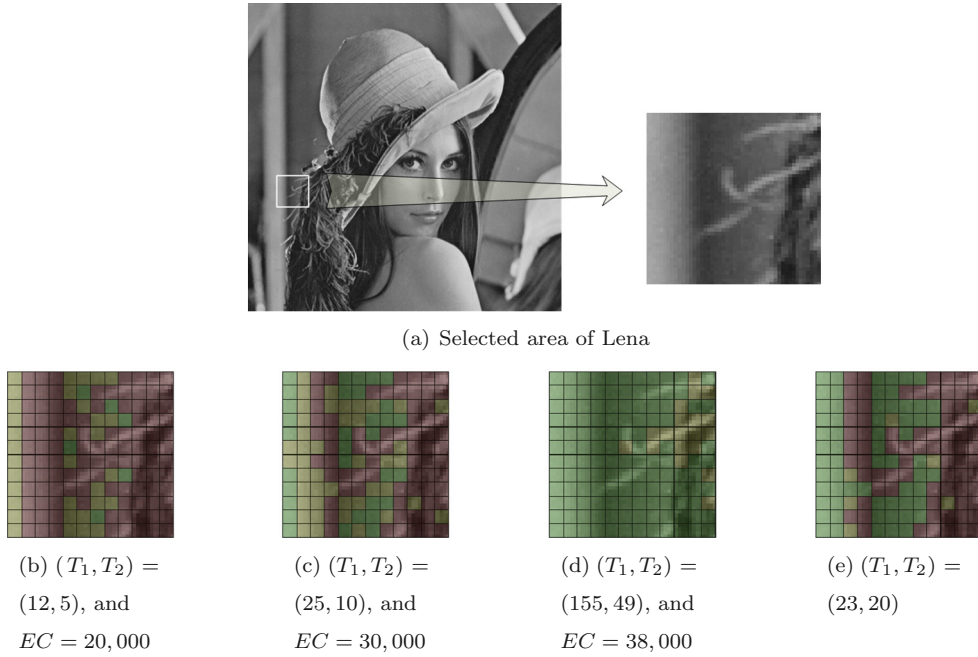 (a) Selected area of Lena
(b) (T₁, T₂) =
(12, 5), and
EC = 20, 000
(c) (T₁, T₂) =
(25, 10), and
EC = 30, 000
(d) (T₁, T₂) =
(155, 49), and
EC = 38, 000
(e) (T₁, T₂) =
(23, 20)